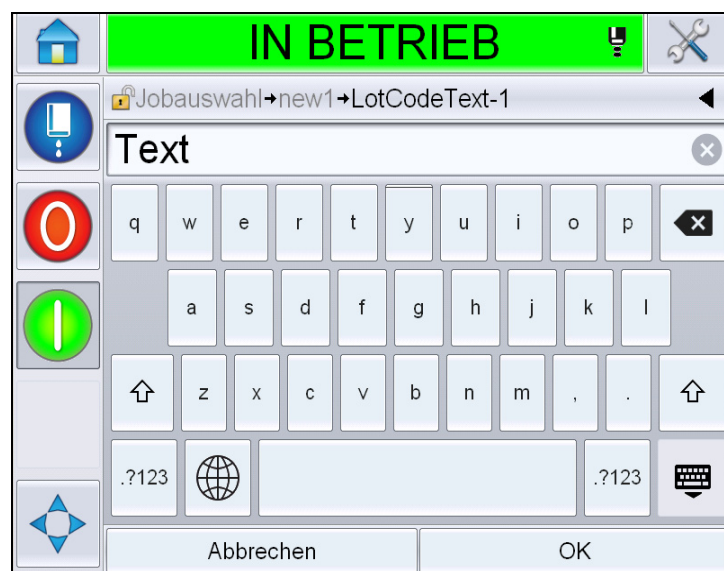 IN BETRIEB
Jobauswahl→new1→LotCodeText-1
Text
q w e r t y u i o p
a s d f g h j k l
z x c v b n m , .
.?123 .?123
Abbrechen OK